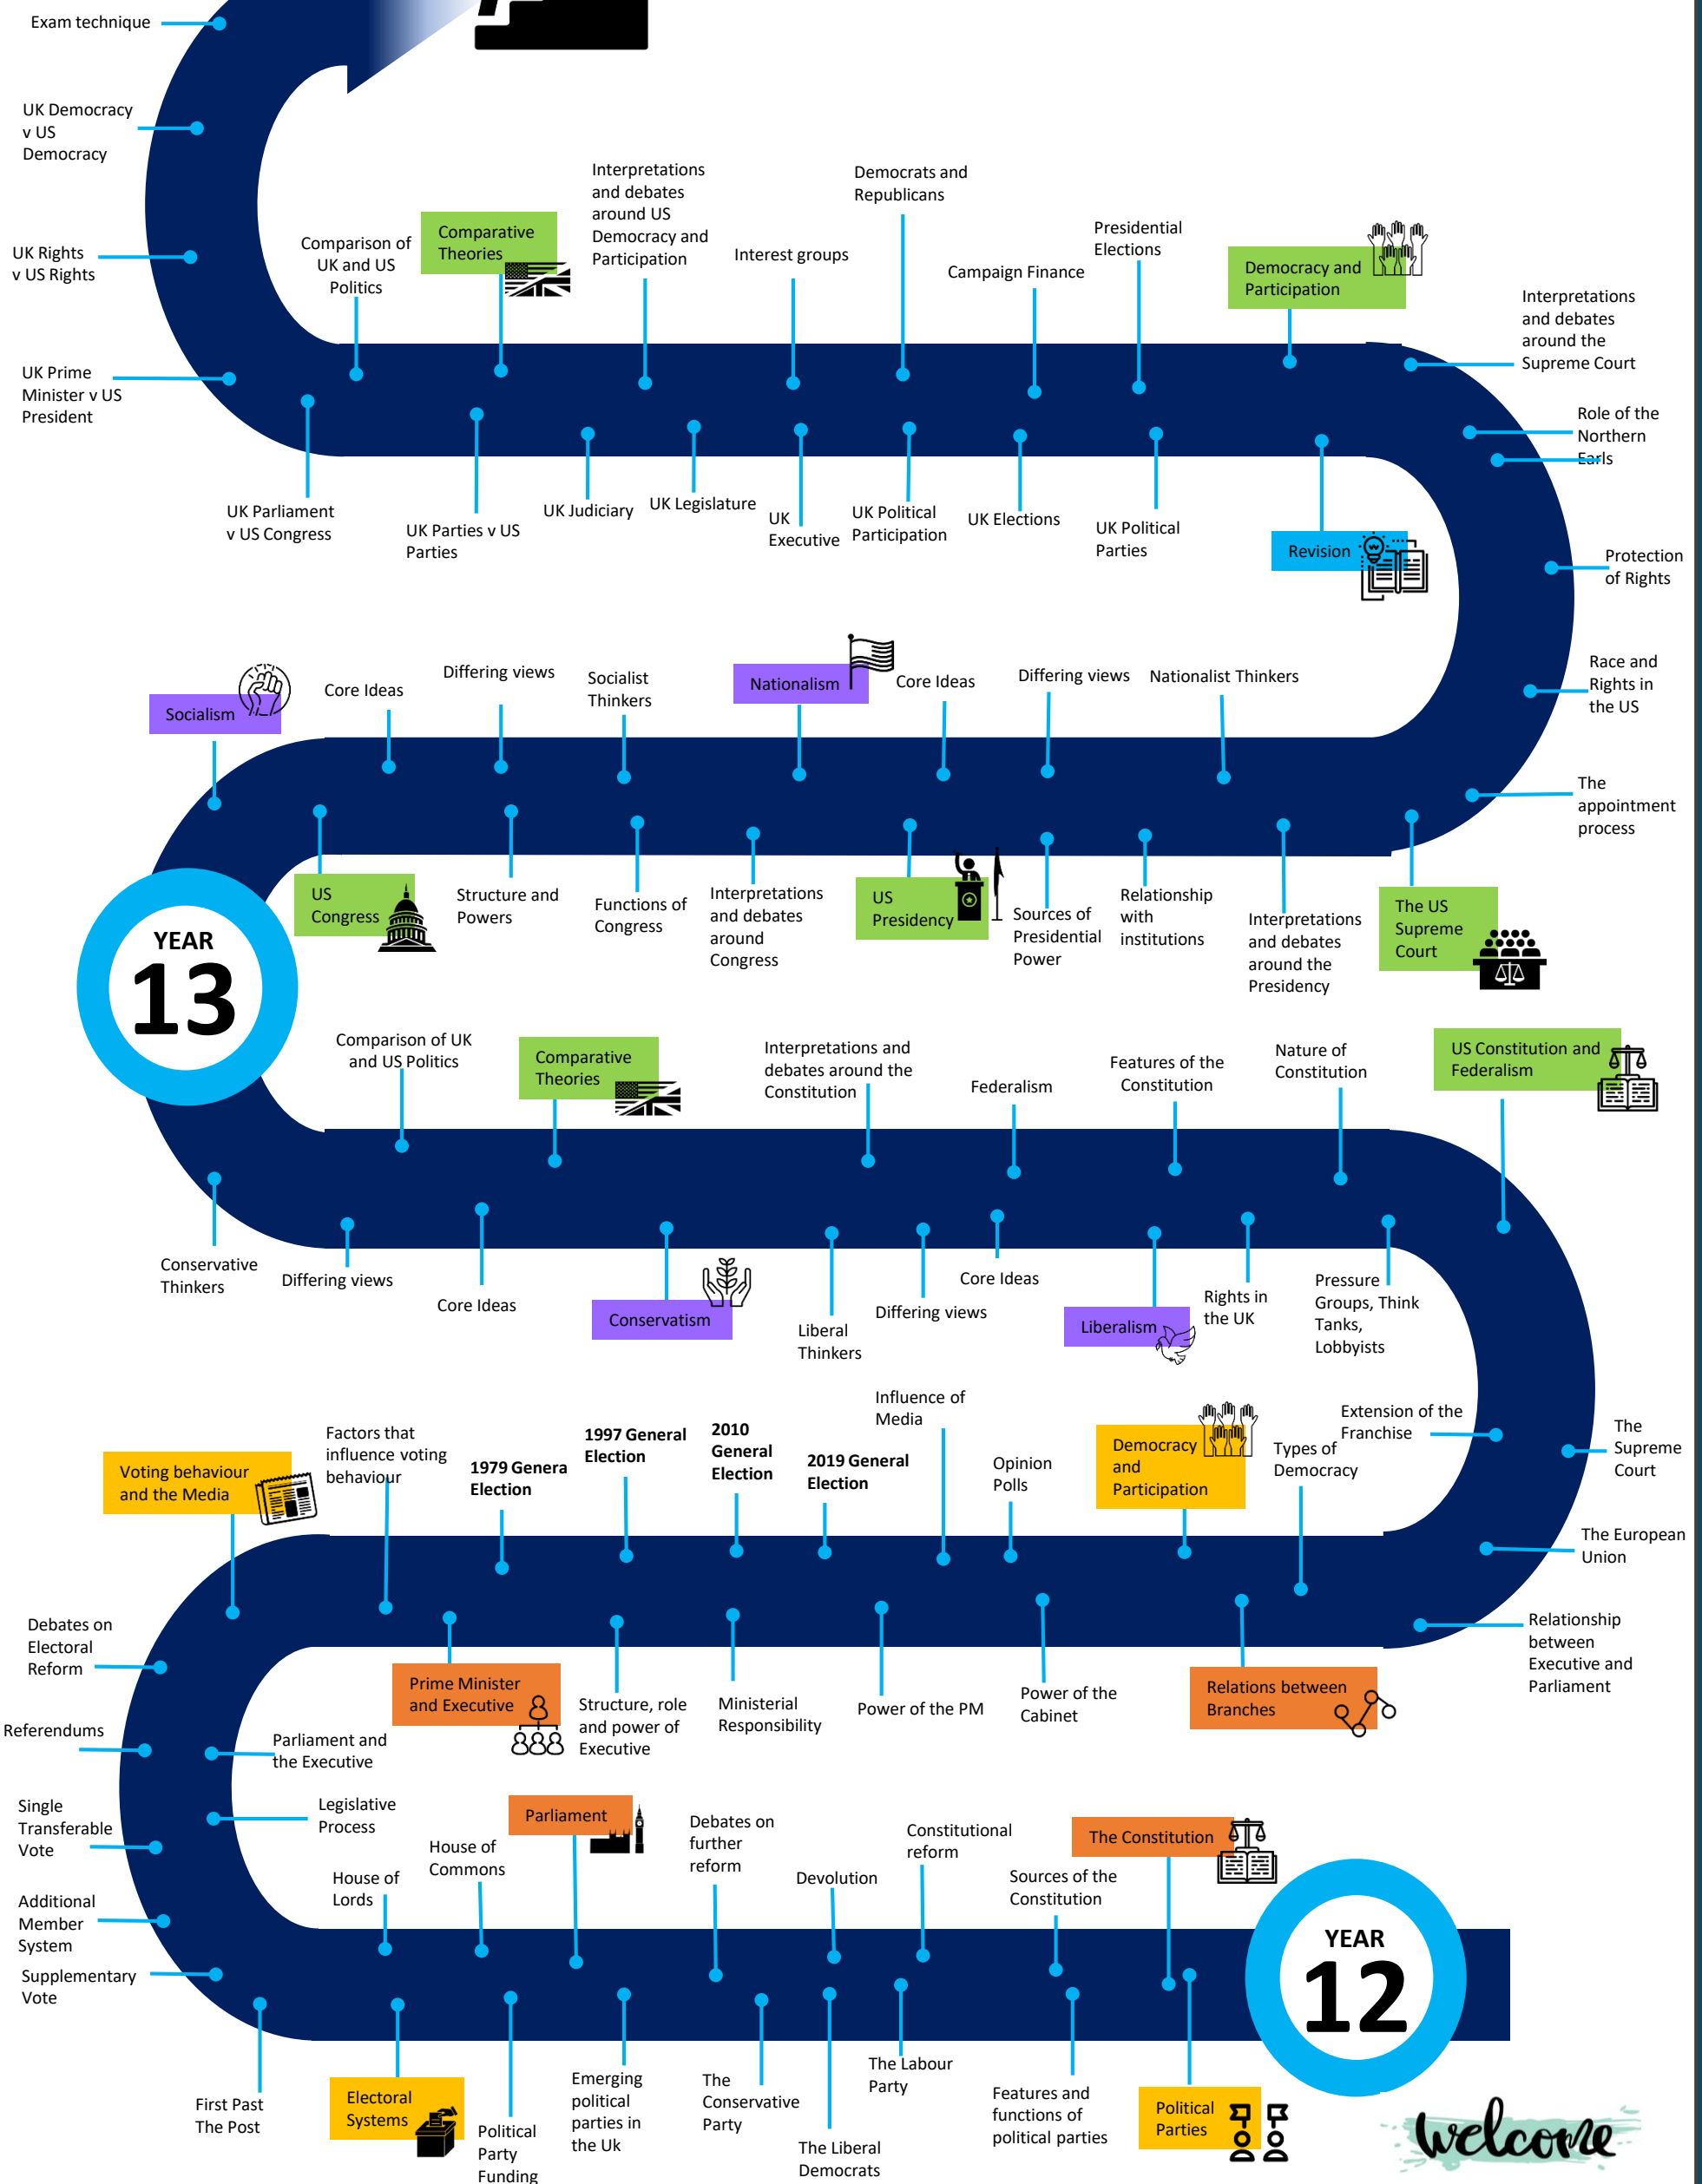 Exam technique
UK Democracy
v US
Democracy
UK Rights
v US Rights
UK Prime
Minister v US
President
Comparison of
UK and US
Politics
Comparative
Theories
Interpretations
and debates
around US
Democracy and
Participation
Interest groups
Democrats and
Republicans
Campaign Finance
Presidential
Elections
Democracy and
Participation
Interpretations
and debates
around the
Supreme Court
Role of the
Northern
Earls
Protection
of Rights
Race and
Rights in
the US
The
appointment
process
UK Parliament
v US Congress
UK Parties v US
Parties
UK Judiciary
UK Legislature
UK
Executive
UK Political
Participation
UK Elections
UK Political
Parties
Revision
Socialism
Core Ideas
Differing views
Socialist
Thinkers
Nationalism
Core Ideas
Differing views
Nationalist Thinkers
US
Congress
Structure and
Powers
Functions of
Congress
Interpretations
and debates
around
Congress
US
Presidency
Sources of
Presidential
Power
Relationship
with
institutions
Interpretations
and debates
around the
Presidency
The US
Supreme
Court
YEAR
13
Comparison of UK
and US Politics
Comparative
Theories
Interpretations and
debates around the
Constitution
Federalism
Features of the
Constitution
Nature of
Constitution
US Constitution and
Federalism
Conservative
Thinkers
Differing views
Core Ideas
Conservatism
Liberal
Thinkers
Differing views
Core Ideas
Liberalism
Rights in
the UK
Pressure
Groups, Think
Tanks,
Lobbyists
Voting behaviour
and the Media
Factors that
influence voting
behaviour
1979 Genera
Election
1997 General
Election
2010
General
Election
2019 General
Election
Influence of
Media
Opinion
Polls
Democracy
and
Participation
Types of
Democracy
Extension of the
Franchise
The
Supreme
Court
The European
Union
Relationship
between
Executive and
Parliament
Debates on
Electoral
Reform
Referendums
Single
Transferable
Vote
Additional
Member
System
Supplementary
Vote
Prime Minister
and Executive
Structure, role
and power of
Executive
Ministerial
Responsibility
Power of the PM
Power of the
Cabinet
Relations between
Branches
Parliament and
the Executive
Legislative
Process
House of
Lords
House of
Commons
Parliament
Debates on
further
reform
Devolution
Constitutional
reform
Sources of the
Constitution
The Constitution
YEAR
12
First Past
The Post
Electoral
Systems
Political
Party
Funding
Emerging
political
parties in
the Uk
The
Conservative
Party
The Liberal
Democrats
The Labour
Party
Features and
functions of
political parties
Political
Parties
welcome